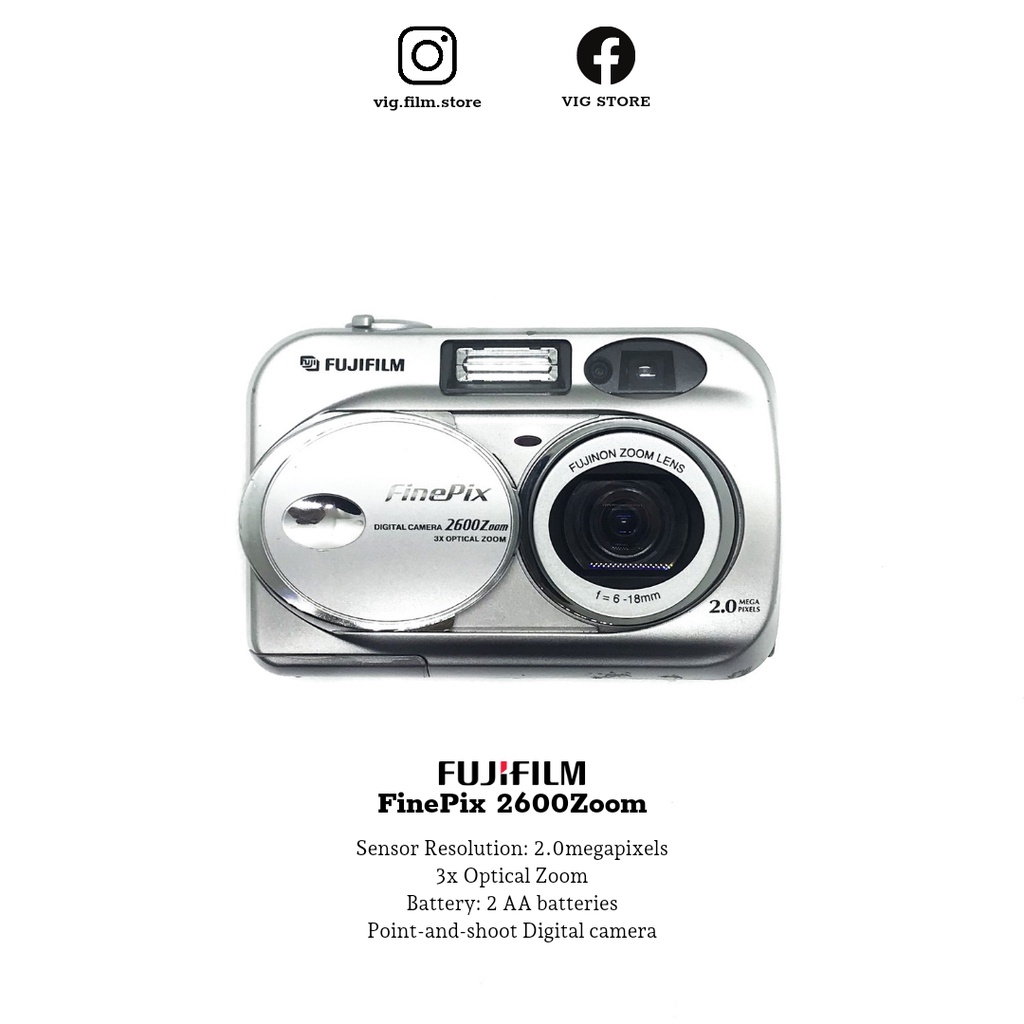 vig.film.store
VIG STORE
FUJIFILM
FUJINON ZOOM LENS
FinePix
DIGITAL CAMERA 2600Zoom
3X OPTICAL ZOOM
f = 6 -18mm
2.0 MEGA PIXELS
FUJIFILM
FinePix 2600Zoom
Sensor Resolution: 2.0megapixels
3x Optical Zoom
Battery: 2 AA batteries
Point-and-shoot Digital camera